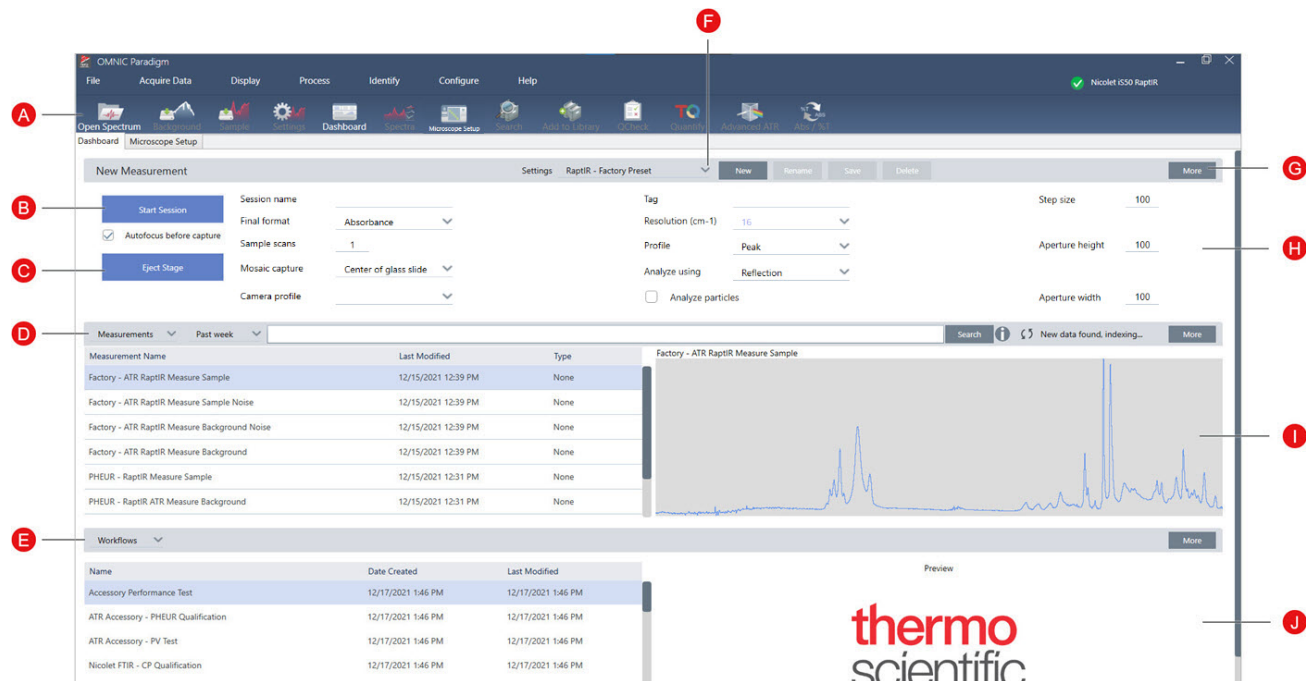 F
OMNIC Paradigm
File Acquire Data Display Process Identify Configure Help
Nicolet iS50 RaptIR
A
Open Spectrum Background Sample Settings Dashboard Spectra Microscope Setup Search Add to Library QCheck TQ Quantify Advanced ATR %T ABS Abs / %T
Dashboard Microscope Setup
New Measurement Settings RaptIR - Factory Preset New Rename Save Delete More
G
B
Start Session Session name Tag Step size 100
Final format Absorbance Resolution (cm-1) 16
Autofocus before capture Sample scans 1 Profile Peak Aperture height 100
H
C
Eject Stage Mosaic capture Center of glass slide Analyze using Reflection
Camera profile Analyze particles Aperture width 100
D
Measurements Past week Search i New data found, indexing... More
Measurement Name Last Modified Type Factory - ATR RaptIR Measure Sample
Factory - ATR RaptIR Measure Sample 12/15/2021 12:39 PM None
Factory - ATR RaptIR Measure Sample Noise 12/15/2021 12:39 PM None
Factory - ATR RaptIR Measure Background Noise 12/15/2021 12:39 PM None
I
Factory - ATR RaptIR Measure Background 12/15/2021 12:39 PM None
PHEUR - RaptIR Measure Sample 12/15/2021 12:31 PM None
PHEUR - RaptIR ATR Measure Background 12/15/2021 12:31 PM None
E
Workflows More
Name Date Created Last Modified Preview
Accessory Performance Test 12/17/2021 1:46 PM 12/17/2021 1:46 PM
ATR Accessory - PHEUR Qualification 12/17/2021 1:46 PM 12/17/2021 1:46 PM
J
ATR Accessory - PV Test 12/17/2021 1:46 PM 12/17/2021 1:46 PM
Nicolet FTIR - CP Qualification 12/17/2021 1:46 PM 12/17/2021 1:46 PM
thermo
scientific